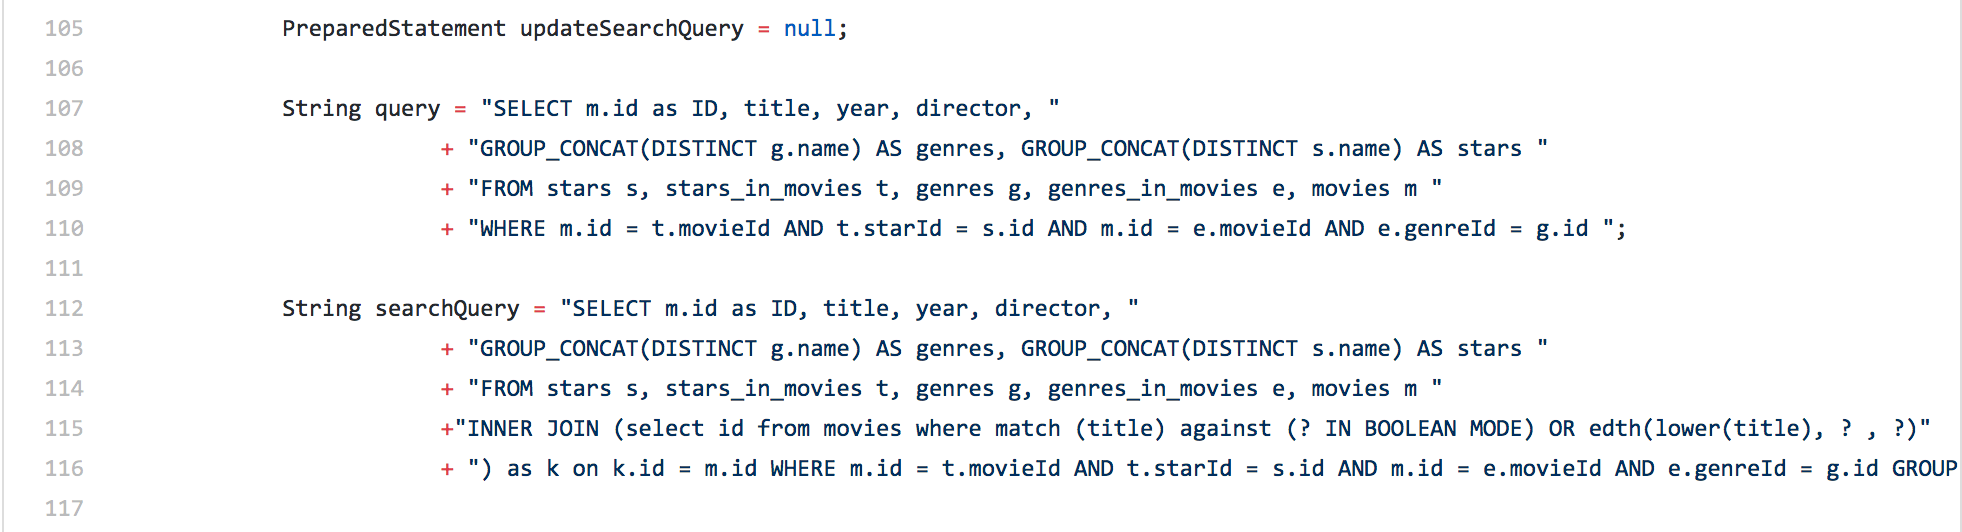 105 PreparedStatement updateSearchQuery = null;
106
107 String query = "SELECT m.id as ID, title, year, director, "
108 + "GROUP_CONCAT(DISTINCT g.name) AS genres, GROUP_CONCAT(DISTINCT s.name) AS stars "
109 + "FROM stars s, stars_in_movies t, genres g, genres_in_movies e, movies m "
110 + "WHERE m.id = t.movieId AND t.starId = s.id AND m.id = e.movieId AND e.genreId = g.id ";
111
112 String searchQuery = "SELECT m.id as ID, title, year, director, "
113 + "GROUP_CONCAT(DISTINCT g.name) AS genres, GROUP_CONCAT(DISTINCT s.name) AS stars "
114 + "FROM stars s, stars_in_movies t, genres g, genres_in_movies e, movies m "
115 +"INNER JOIN (select id from movies where match (title) against (? IN BOOLEAN MODE) OR edth(lower(title), ? , ?)"
116 + ") as k on k.id = m.id WHERE m.id = t.movieId AND t.starId = s.id AND m.id = e.movieId AND e.genreId = g.id GROUP
117